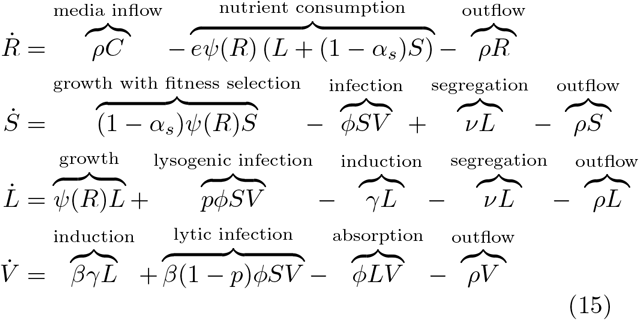 media inflow nutrient consumption outflow
Ṙ = ρC − eψ(R) (L + (1 − αₛ)S) − ρR
growth with fitness selection infection segregation outflow
Ṡ = (1 − αₛ)ψ(R)S − ϕSV + νL − ρS
growth lysogenic infection induction segregation outflow
L̇ = ψ(R)L + pϕSV − γL − νL − ρL
induction lytic infection absorption outflow
V̇ = βγL + β(1 − p)ϕSV − ϕLV − ρV
(15)